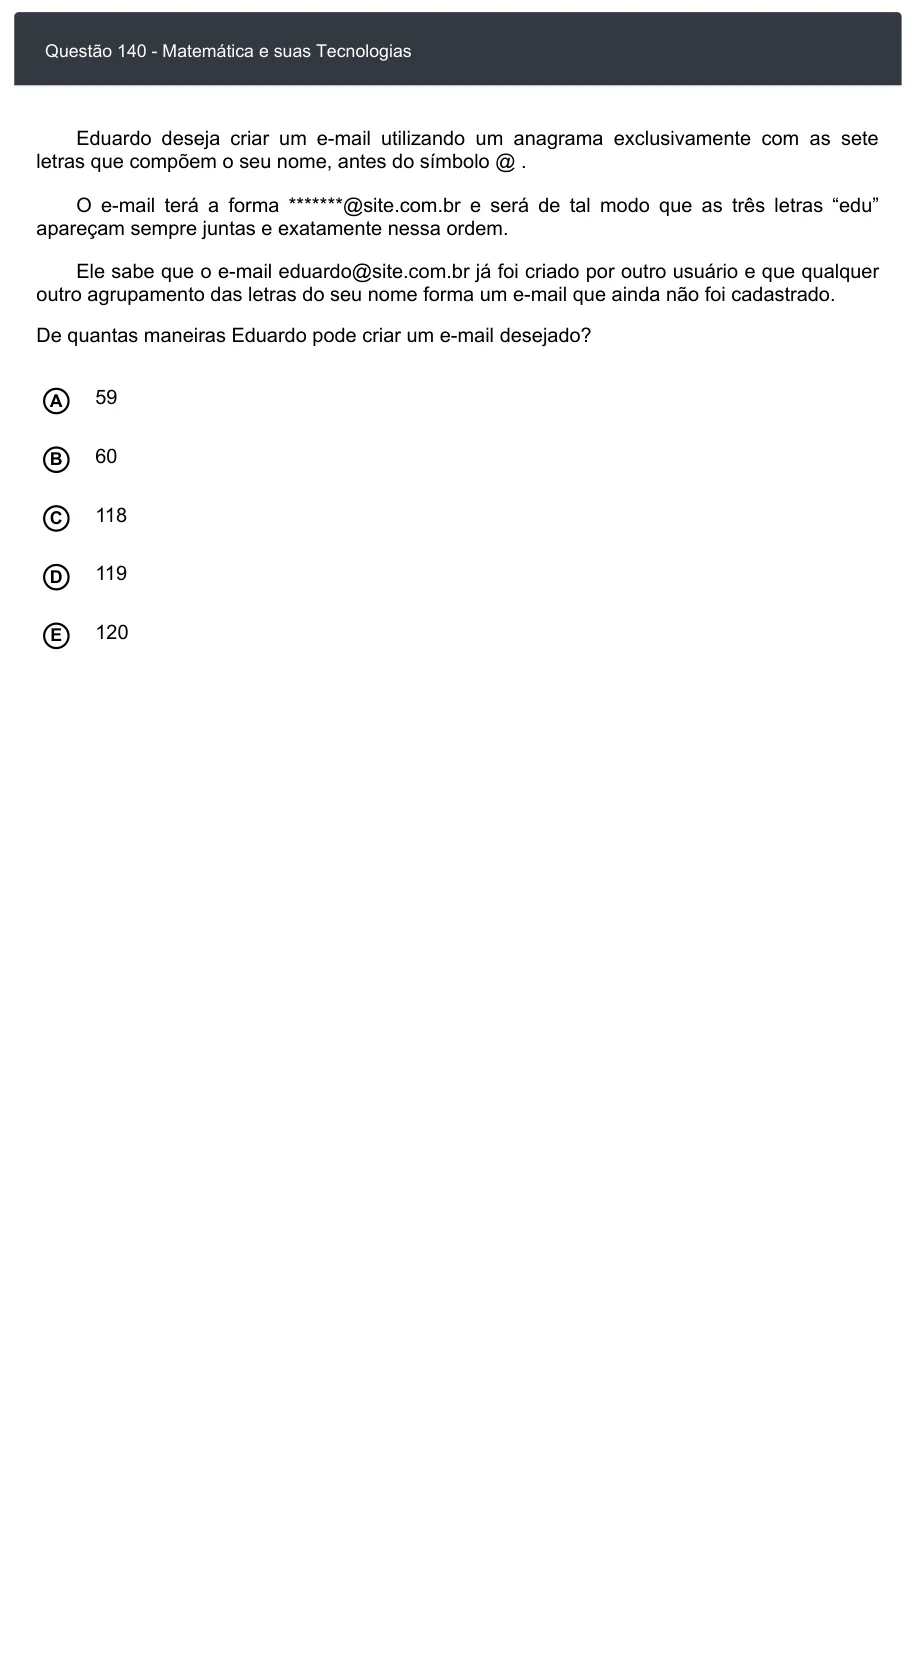 Questão 140 - Matemática e suas Tecnologias
Eduardo deseja criar um e-mail utilizando um anagrama exclusivamente com as sete
letras que compõem o seu nome, antes do símbolo @ .
O e-mail terá a forma *******@site.com.br e será de tal modo que as três letras “edu”
apareçam sempre juntas e exatamente nessa ordem.
Ele sabe que o e-mail eduardo@site.com.br já foi criado por outro usuário e que qualquer
outro agrupamento das letras do seu nome forma um e-mail que ainda não foi cadastrado.
De quantas maneiras Eduardo pode criar um e-mail desejado?
A 59
B 60
C 118
D 119
E 120